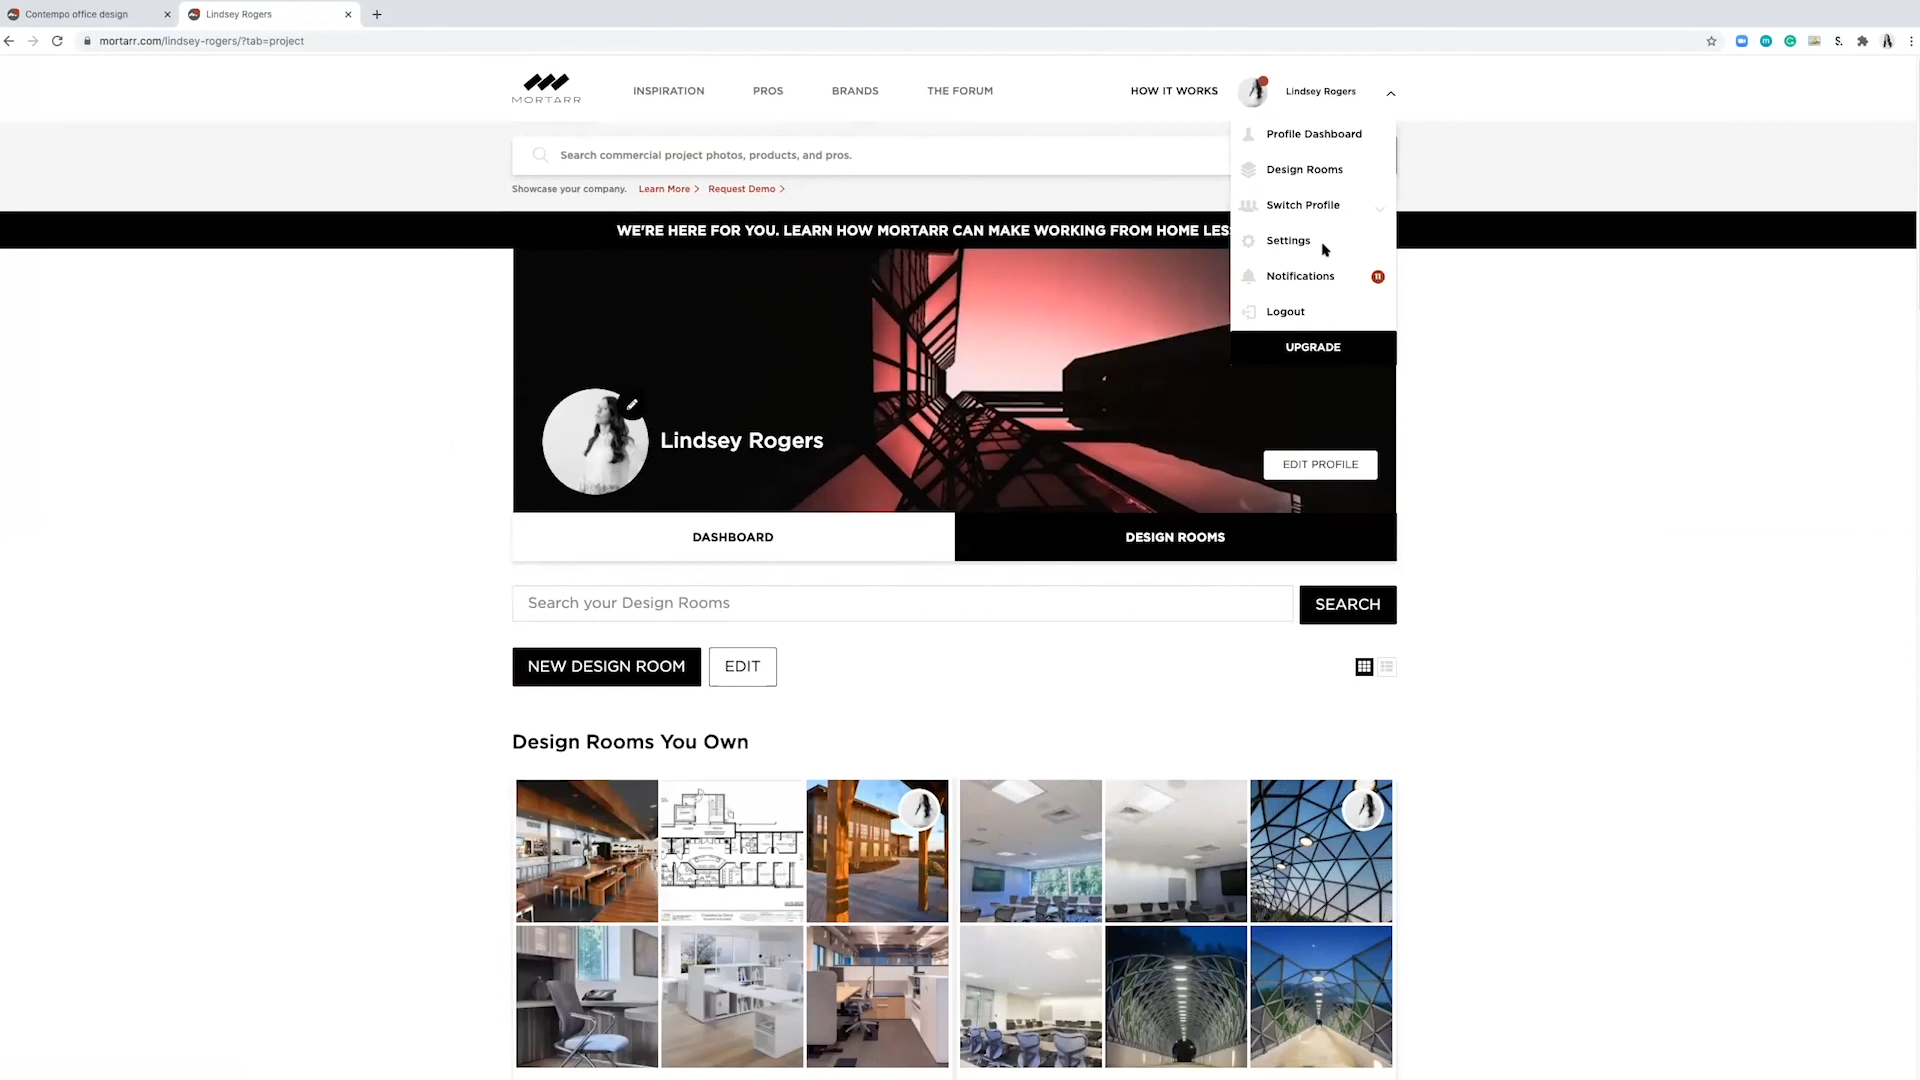 Contempo office design
Lindsey Rogers
mortarr.com/lindsey-rogers/?tab=project
MORTARR
INSPIRATION
PROS
BRANDS
THE FORUM
HOW IT WORKS
Lindsey Rogers
Profile Dashboard
Search commercial project photos, products, and pros.
Design Rooms
Showcase your company. Learn More > Request Demo >
Switch Profile
WE'RE HERE FOR YOU. LEARN HOW MORTARR CAN MAKE WORKING FROM HOME LES
Settings
Notifications 11
Logout
UPGRADE
Lindsey Rogers
EDIT PROFILE
DASHBOARD
DESIGN ROOMS
Search your Design Rooms
SEARCH
NEW DESIGN ROOM
EDIT
Design Rooms You Own